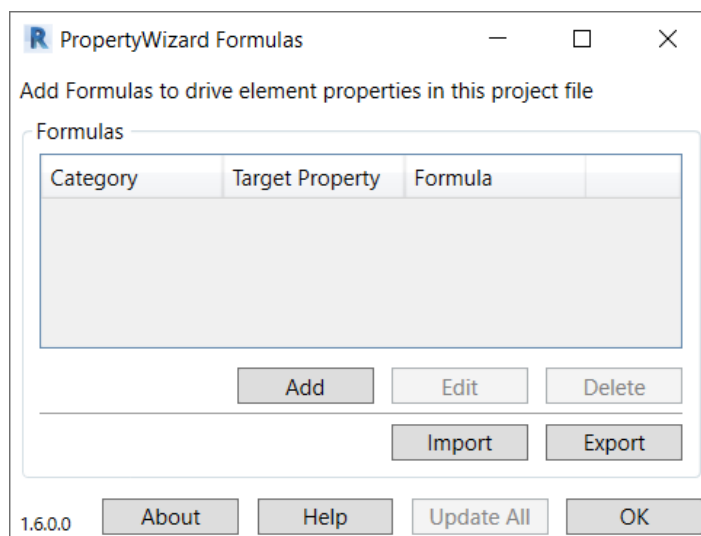 R PropertyWizard Formulas
Add Formulas to drive element properties in this project file
Formulas
Category Target Property Formula
Add Edit Delete
Import Export
1.6.0.0 About Help Update All OK